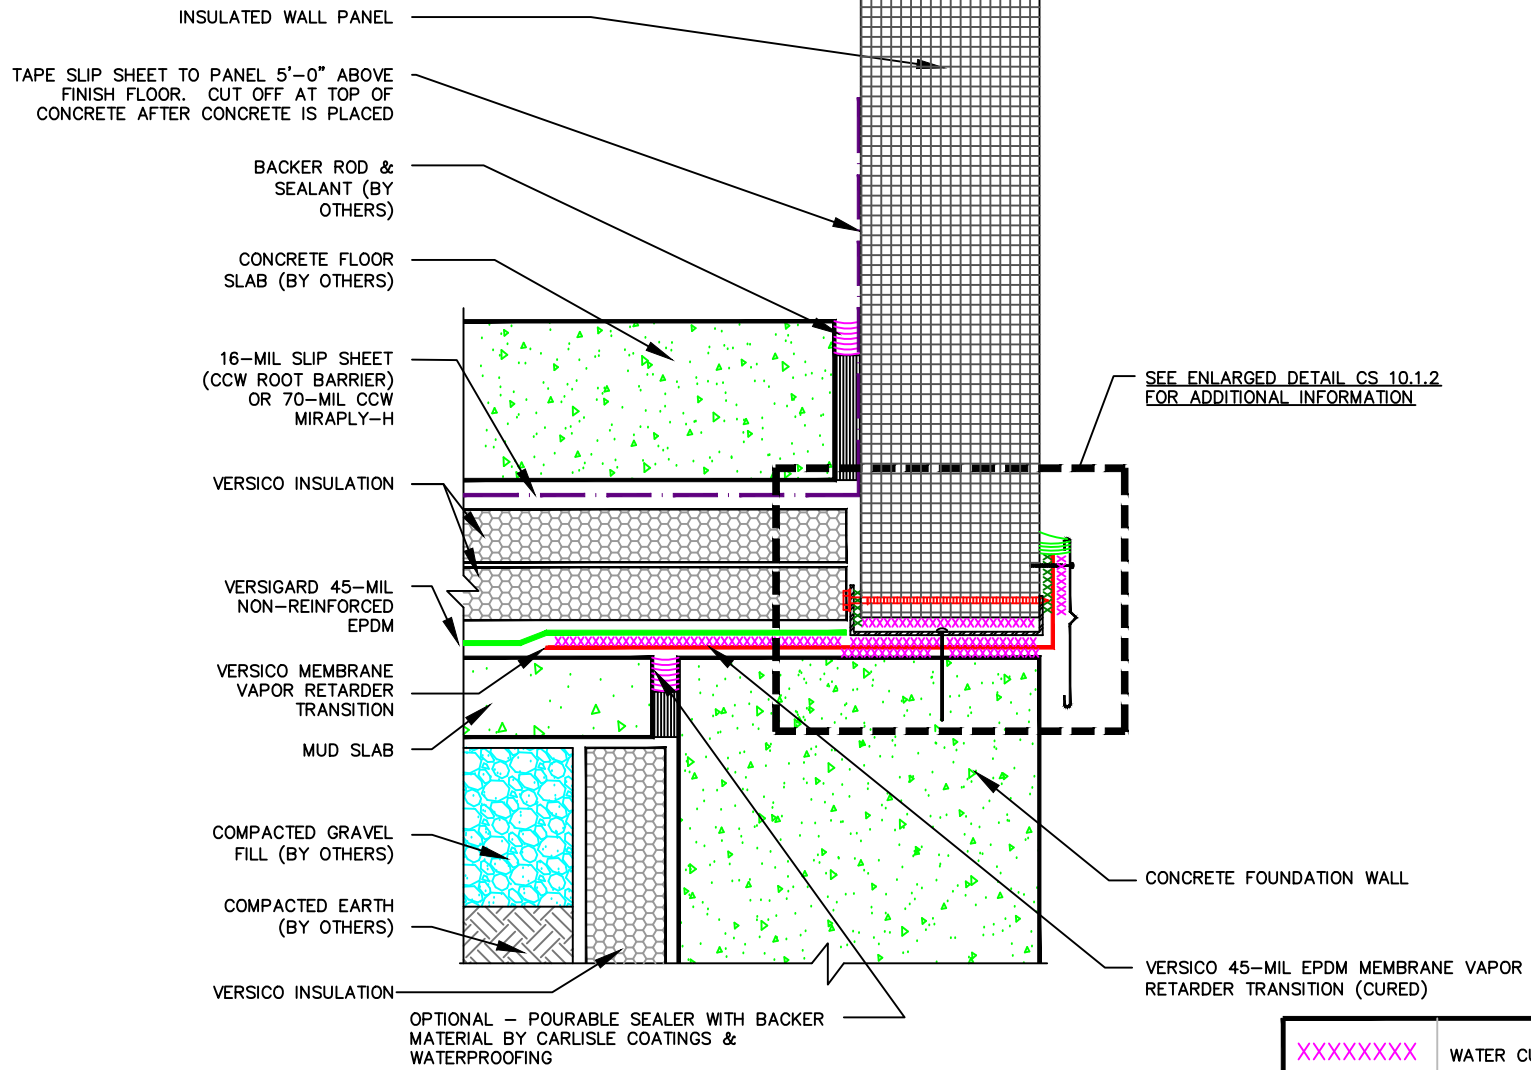 INSULATED WALL PANEL
TAPE SLIP SHEET TO PANEL 5'-0" ABOVE
FINISH FLOOR. CUT OFF AT TOP OF
CONCRETE AFTER CONCRETE IS PLACED
BACKER ROD &
SEALANT (BY
OTHERS)
CONCRETE FLOOR
SLAB (BY OTHERS)
16-MIL SLIP SHEET
(CCW ROOT BARRIER)
OR 70-MIL CCW
MIRAPLY-H
SEE ENLARGED DETAIL CS 10.1.2
FOR ADDITIONAL INFORMATION
VERSICO INSULATION
VERSIGARD 45-MIL
NON-REINFORCED
EPDM
VERSICO MEMBRANE
VAPOR RETARDER
TRANSITION
MUD SLAB
COMPACTED GRAVEL
FILL (BY OTHERS)
COMPACTED EARTH
(BY OTHERS)
VERSICO INSULATION
CONCRETE FOUNDATION WALL
VERSICO 45-MIL EPDM MEMBRANE VAPOR
RETARDER TRANSITION (CURED)
OPTIONAL - POURABLE SEALER WITH BACKER
MATERIAL BY CARLISLE COATINGS &
WATERPROOFING
XXXXXXXX WATER